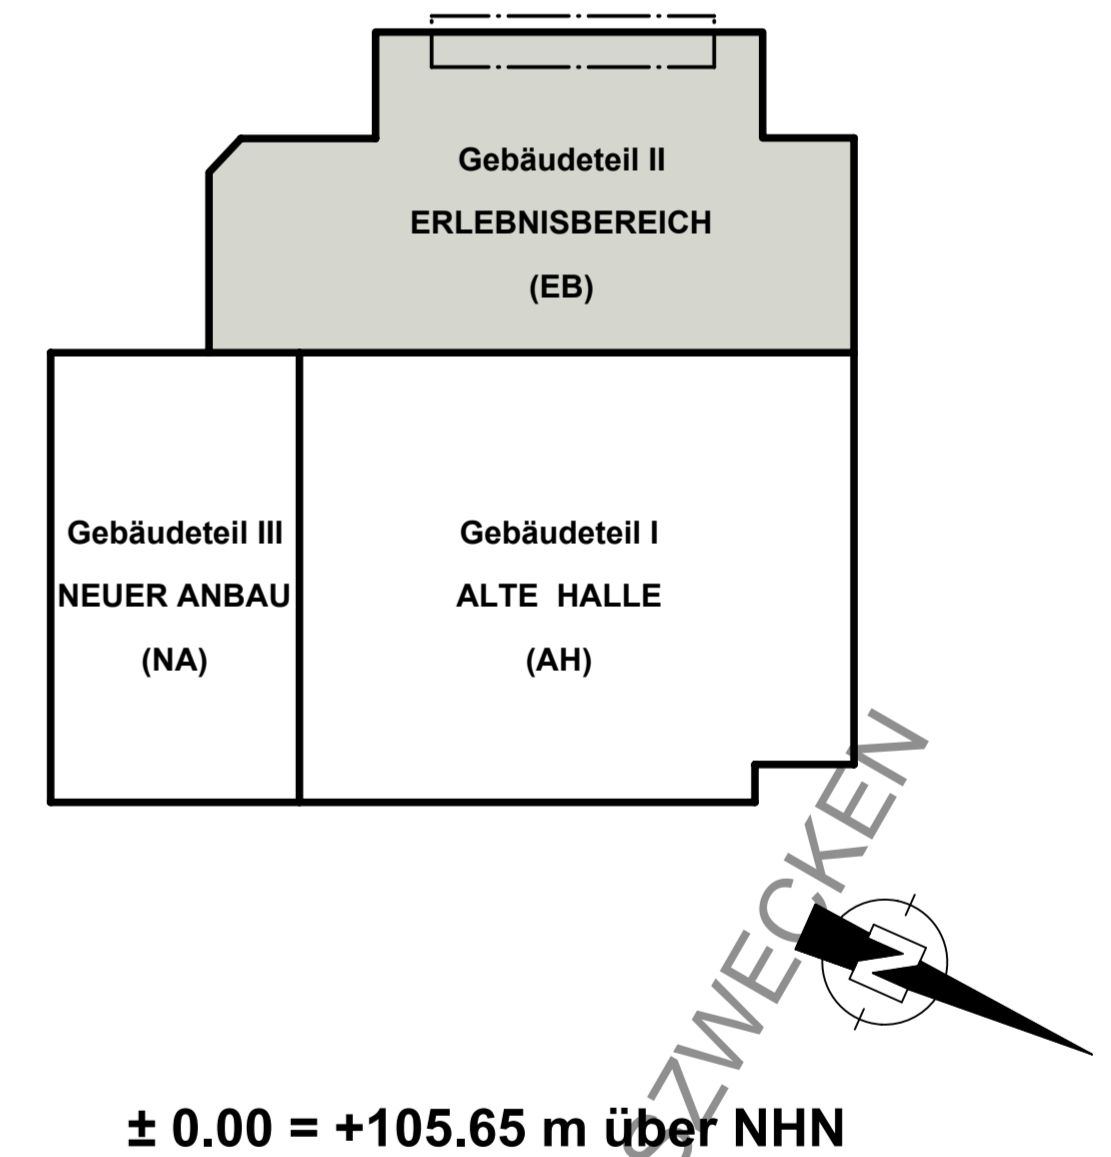 Gebäudeteil II
ERLEBNISBEREICH
(EB)
Gebäudeteil III
NEUER ANBAU
(NA)
Gebäudeteil I
ALTE HALLE
(AH)
SZWECKEN
N
± 0.00 = +105.65 m über NHN